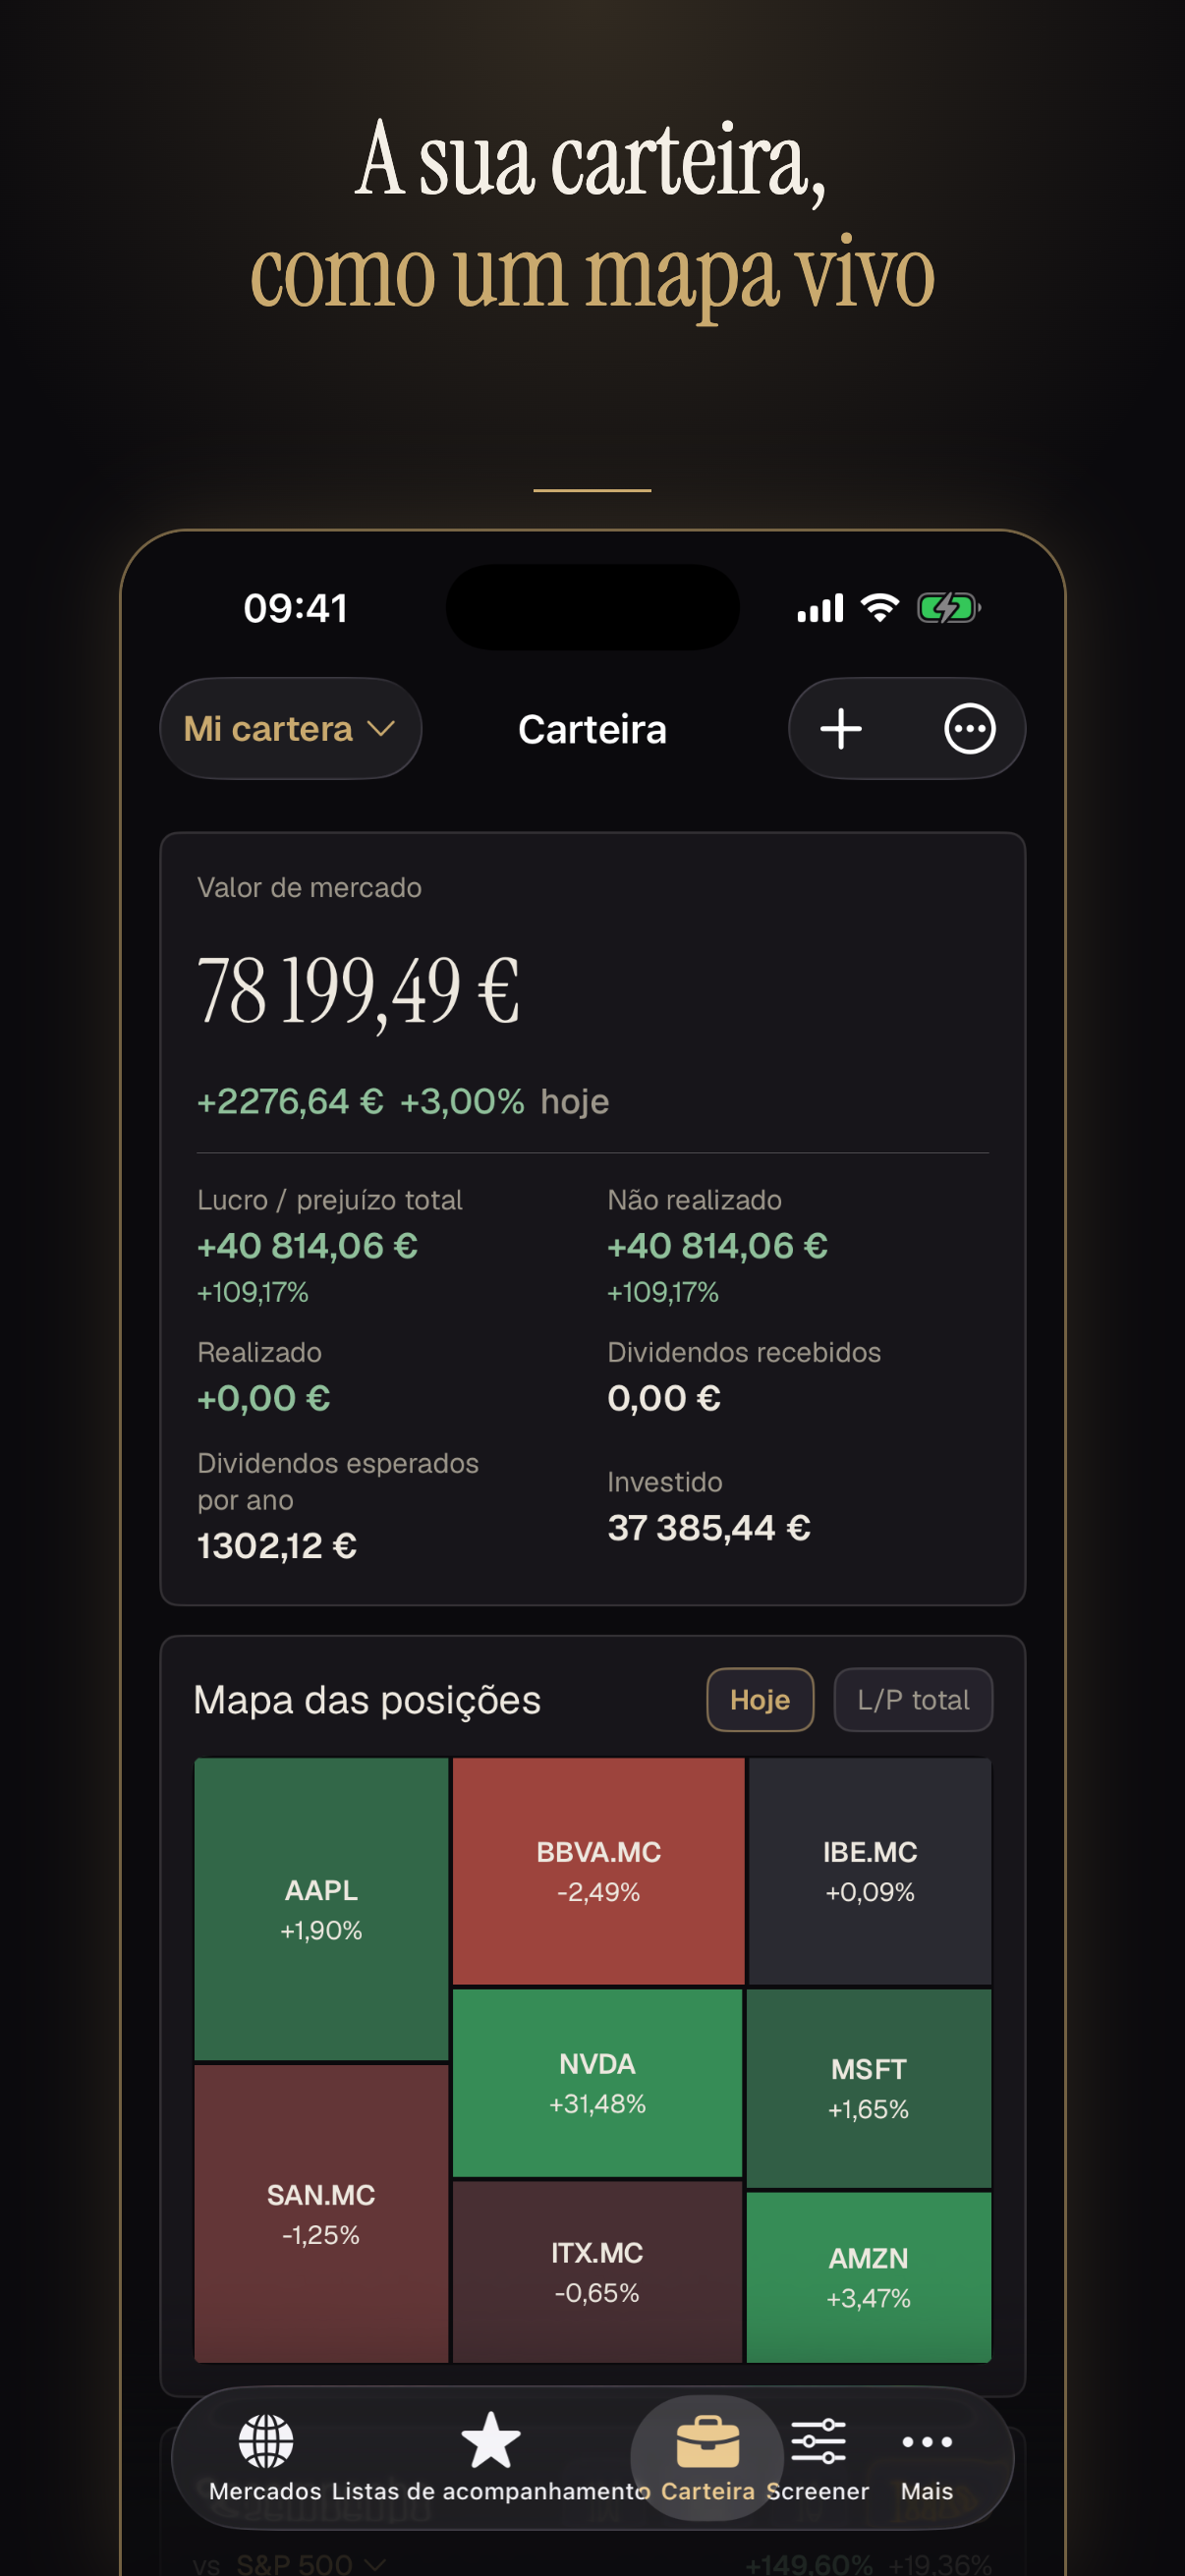 A sua carteira,
como um mapa vivo
09:41
Mi cartera
Carteira
Valor de mercado
78 199,49 €
+2276,64 € +3,00% hoje
Lucro / prejuízo total
+40 814,06 €
+109,17%
Não realizado
+40 814,06 €
+109,17%
Realizado
+0,00 €
Dividendos recebidos
0,00 €
Dividendos esperados
por ano
1302,12 €
Investido
37 385,44 €
Mapa das posições
Hoje
L/P total
AAPL
+1,90%
BBVA.MC
-2,49%
IBE.MC
+0,09%
NVDA
+31,48%
MSFT
+1,65%
SAN.MC
-1,25%
ITX.MC
-0,65%
AMZN
+3,47%
Mercados
Listas de acompanhamento
Carteira
Screener
Mais
vs S&P 500
+149,60% +19,36%